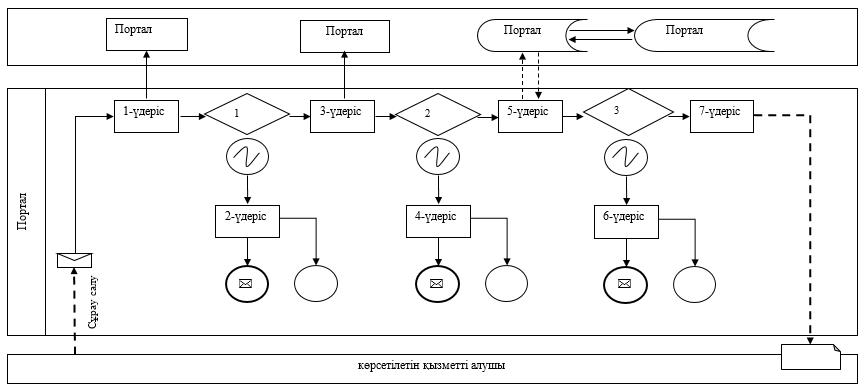 Портал
Портал
Портал
Портал
1-үдеріс
1
3-үдеріс
2
5-үдеріс
3
7-үдеріс
Портал
2-үдеріс
4-үдеріс
6-үдеріс
Сұрау салу
көрсетілетін қызметті алушы